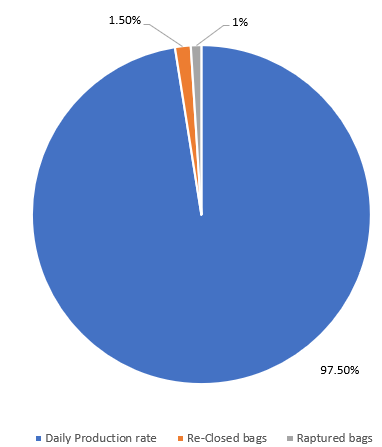 1.50%
1%
97.50%
Daily Production rate Re-Closed bags Raptured bags